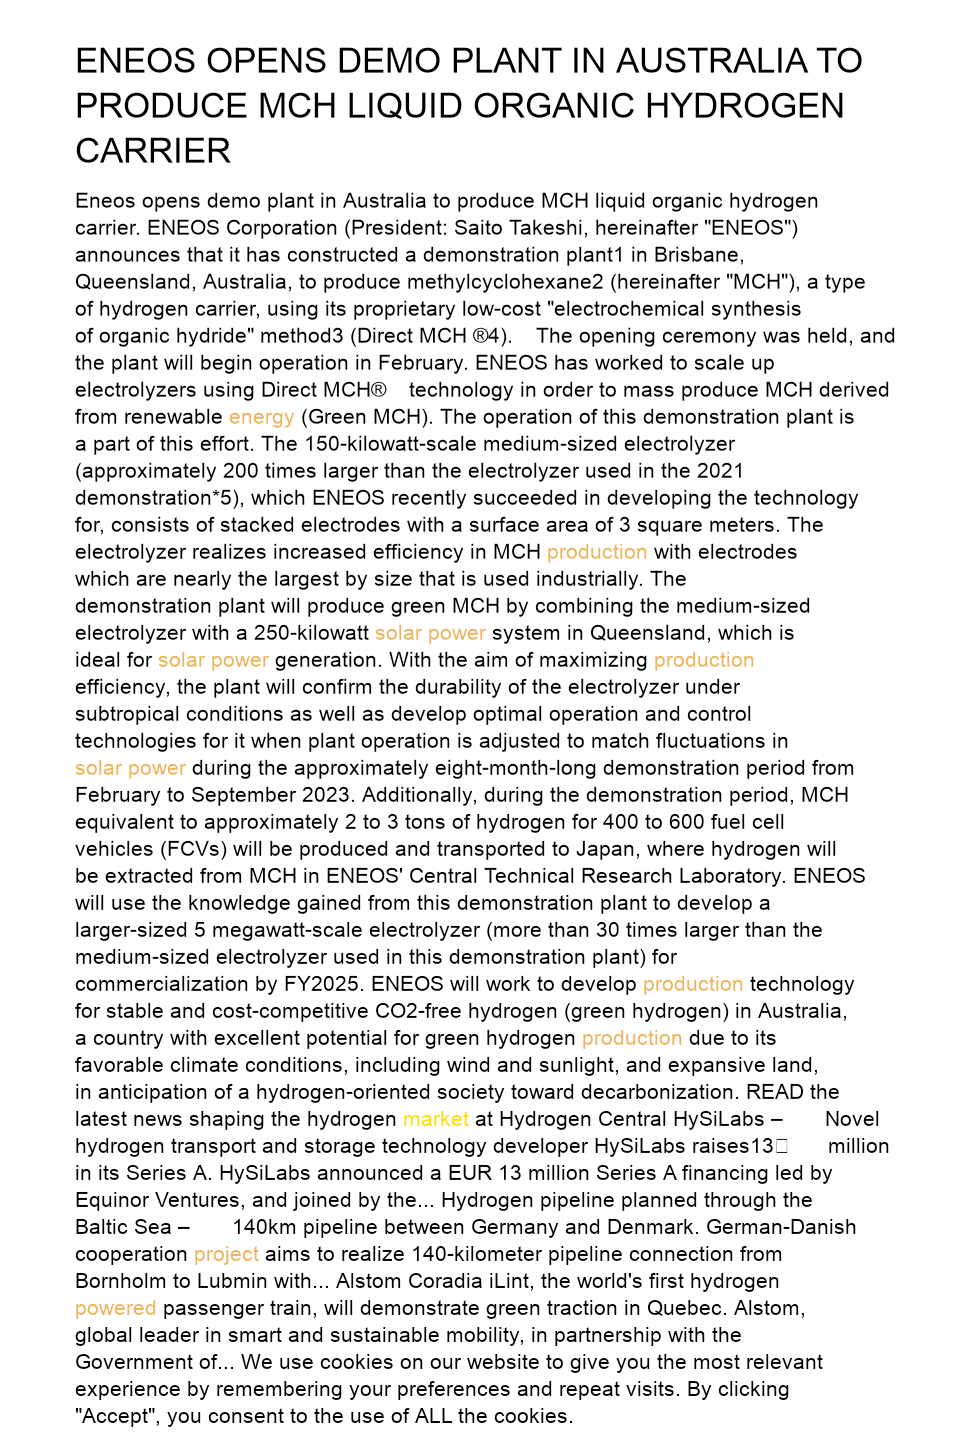 ENEOS OPENS DEMO PLANT IN AUSTRALIA TO
PRODUCE MCH LIQUID ORGANIC HYDROGEN
CARRIER
Eneos opens demo plant in Australia to produce MCH liquid organic hydrogen
carrier. ENEOS Corporation (President: Saito Takeshi, hereinafter "ENEOS")
announces that it has constructed a demonstration plant1 in Brisbane,
Queensland, Australia, to produce methylcyclohexane2 (hereinafter "MCH"), a type
of hydrogen carrier, using its proprietary low-cost "electrochemical synthesis
of organic hydride" method3 (Direct MCH ®4). The opening ceremony was held, and
the plant will begin operation in February. ENEOS has worked to scale up
electrolyzers using Direct MCH® technology in order to mass produce MCH derived
from renewable energy (Green MCH). The operation of this demonstration plant is
a part of this effort. The 150-kilowatt-scale medium-sized electrolyzer
(approximately 200 times larger than the electrolyzer used in the 2021
demonstration*5), which ENEOS recently succeeded in developing the technology
for, consists of stacked electrodes with a surface area of 3 square meters. The
electrolyzer realizes increased efficiency in MCH production with electrodes
which are nearly the largest by size that is used industrially. The
demonstration plant will produce green MCH by combining the medium-sized
electrolyzer with a 250-kilowatt solar power system in Queensland, which is
ideal for solar power generation. With the aim of maximizing production
efficiency, the plant will confirm the durability of the electrolyzer under
subtropical conditions as well as develop optimal operation and control
technologies for it when plant operation is adjusted to match fluctuations in
solar power during the approximately eight-month-long demonstration period from
February to September 2023. Additionally, during the demonstration period, MCH
equivalent to approximately 2 to 3 tons of hydrogen for 400 to 600 fuel cell
vehicles (FCVs) will be produced and transported to Japan, where hydrogen will
be extracted from MCH in ENEOS' Central Technical Research Laboratory. ENEOS
will use the knowledge gained from this demonstration plant to develop a
larger-sized 5 megawatt-scale electrolyzer (more than 30 times larger than the
medium-sized electrolyzer used in this demonstration plant) for
commercialization by FY2025. ENEOS will work to develop production technology
for stable and cost-competitive CO2-free hydrogen (green hydrogen) in Australia,
a country with excellent potential for green hydrogen production due to its
favorable climate conditions, including wind and sunlight, and expansive land,
in anticipation of a hydrogen-oriented society toward decarbonization. READ the
latest news shaping the hydrogen market at Hydrogen Central HySiLabs – Novel
hydrogen transport and storage technology developer HySiLabs raises13 million
in its Series A. HySiLabs announced a EUR 13 million Series A financing led by
Equinor Ventures, and joined by the... Hydrogen pipeline planned through the
Baltic Sea – 140km pipeline between Germany and Denmark. German-Danish
cooperation project aims to realize 140-kilometer pipeline connection from
Bornholm to Lubmin with... Alstom Coradia iLint, the world's first hydrogen
powered passenger train, will demonstrate green traction in Quebec. Alstom,
global leader in smart and sustainable mobility, in partnership with the
Government of... We use cookies on our website to give you the most relevant
experience by remembering your preferences and repeat visits. By clicking
"Accept", you consent to the use of ALL the cookies.